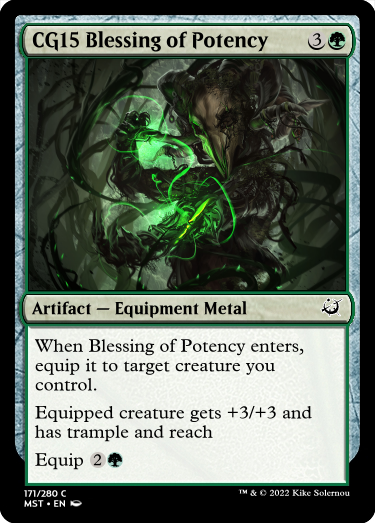 CG15 Blessing of Potency 3
Artifact — Equipment Metal
When Blessing of Potency enters,
equip it to target creature you
control.
Equipped creature gets +3/+3 and
has trample and reach
Equip 2
171/280 C
MST • EN
™ & © 2022 Kike Solernou